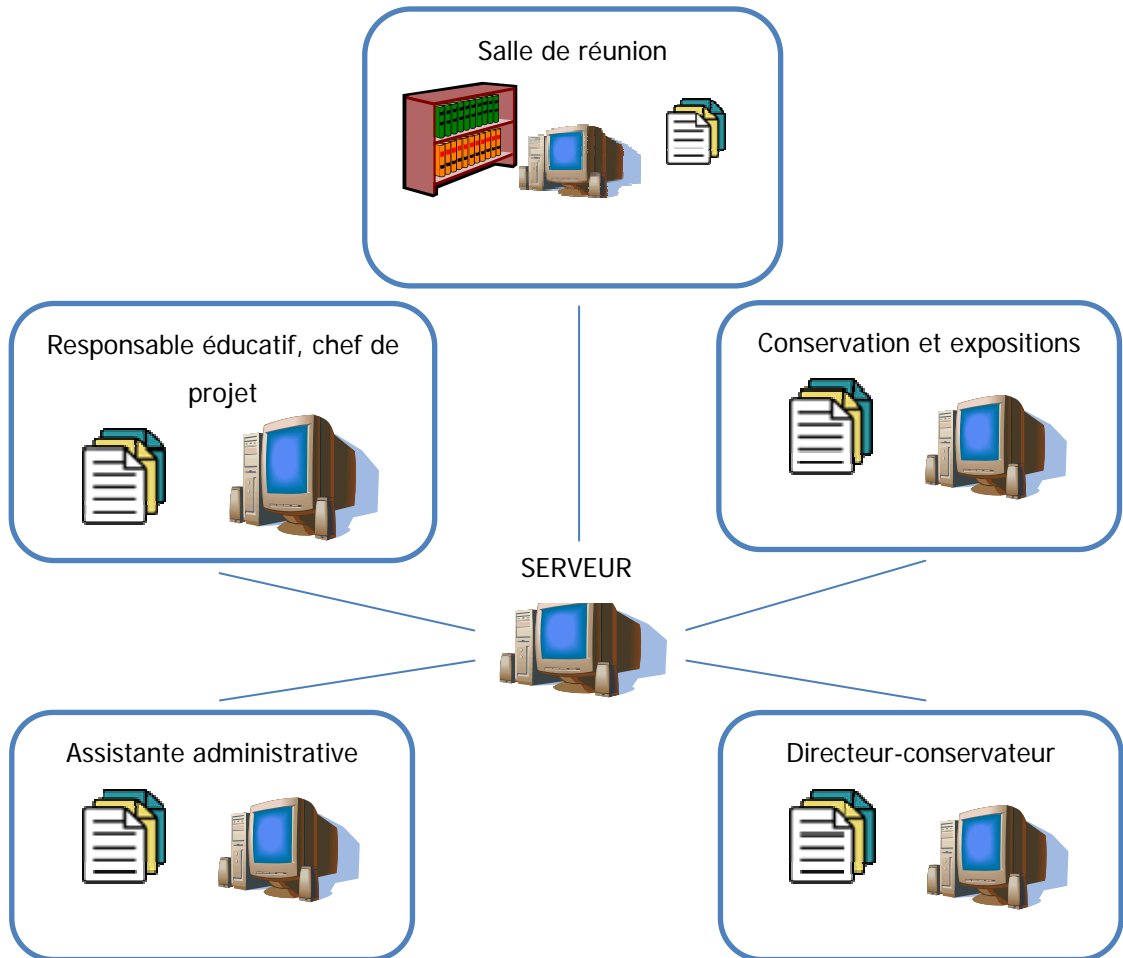 Salle de réunion
Responsable éducatif, chef de
projet
Conservation et expositions
SERVEUR
Assistante administrative
Directeur-conservateur